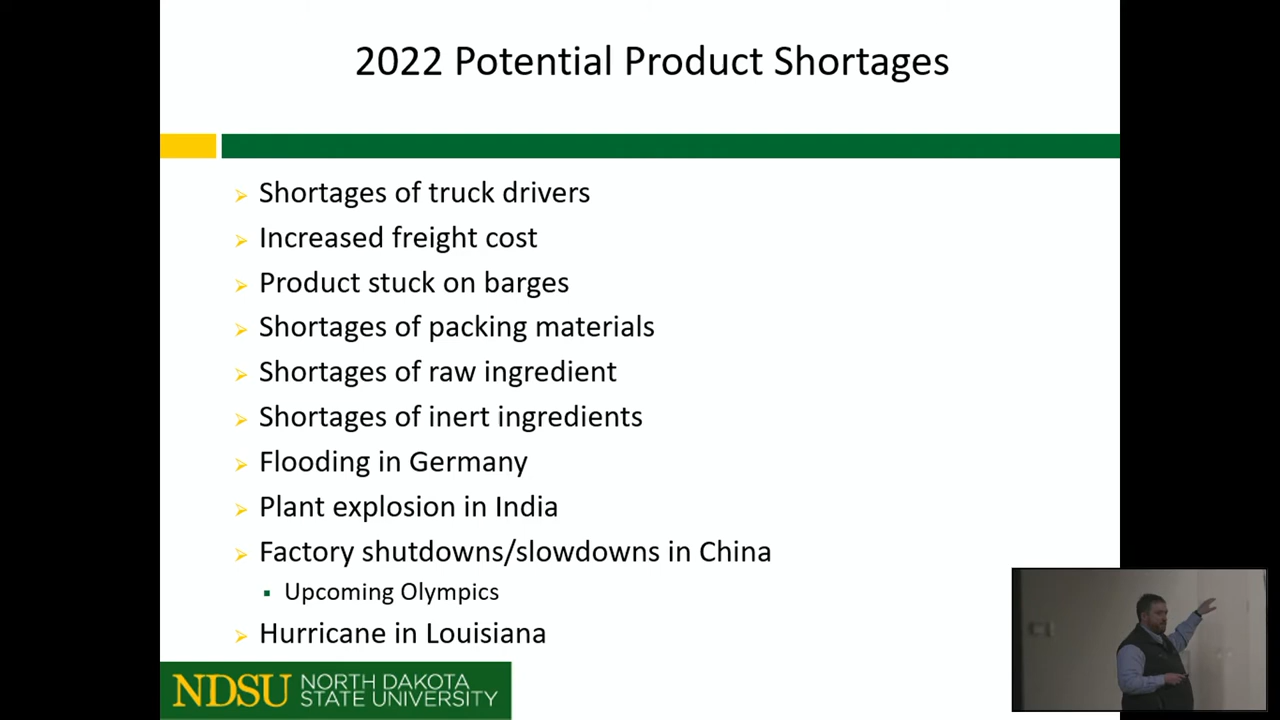 2022 Potential Product Shortages
Shortages of truck drivers
Increased freight cost
Product stuck on barges
Shortages of packing materials
Shortages of raw ingredient
Shortages of inert ingredients
Flooding in Germany
Plant explosion in India
Factory shutdowns/slowdowns in China
Upcoming Olympics
Hurricane in Louisiana
NDSU NORTH DAKOTA
STATE UNIVERSITY